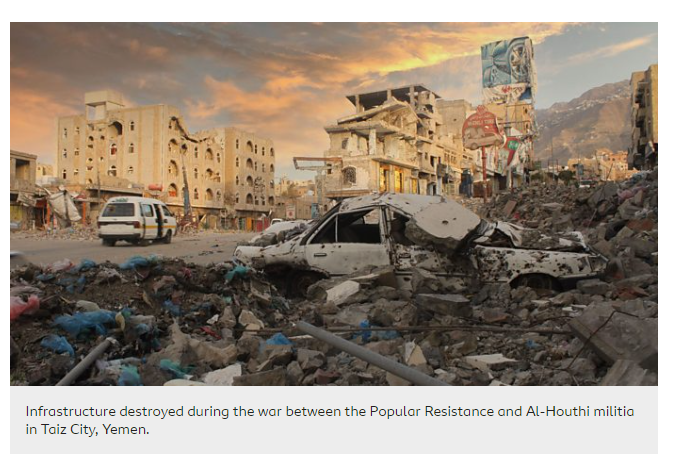 Infrastructure destroyed during the war between the Popular Resistance and Al-Houthi militia
in Taiz City, Yemen.